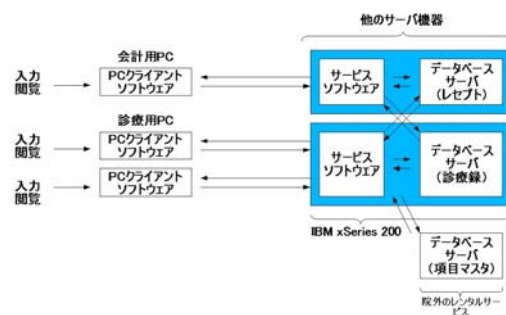 他のサーバ機器
会計用PC
入力
閲覧
PCクライアント
ソフトウェア
サービス
ソフトウェア
データベース
サーバ
(レセプト)
診療用PC
入力
閲覧
PCクライアント
ソフトウェア
サービス
ソフトウェア
データベース
サーバ
(診療録)
入力
閲覧
PCクライアント
ソフトウェア
IBM xSeries 200
データベース
サーバ
(項目マスタ)
院外のレンタルサー
ビス